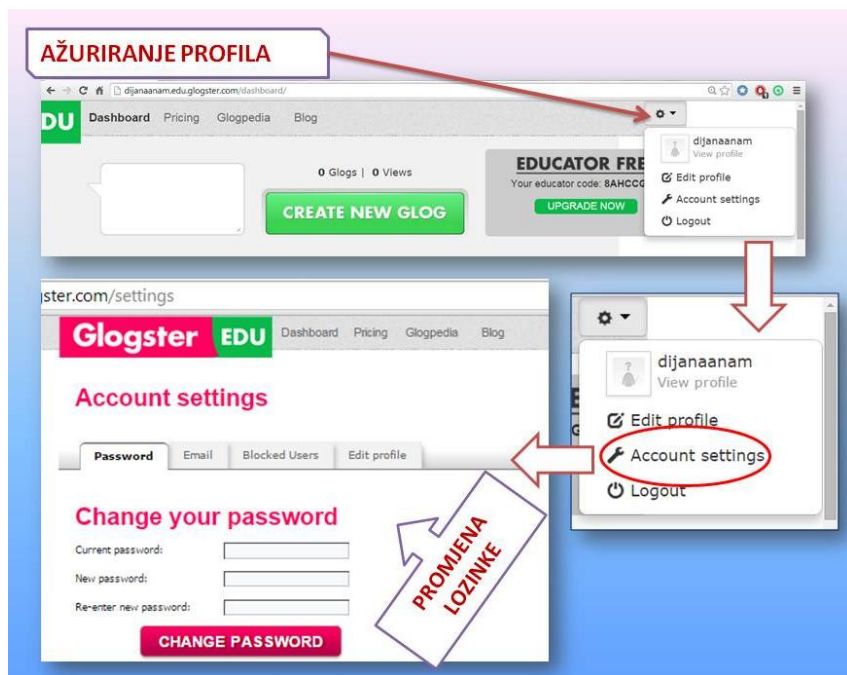 AŽURIRANJE PROFILA
dijanaanam.edu.glogster.com/dashboard/
DU Dashboard Pricing Glogpedia Blog
dijanaanam
View profile
Edit profile
Account settings
Logout
0 Glogs | 0 Views
CREATE NEW GLOG
EDUCATOR FRE
Your educator code: 8AHCCG
UPGRADE NOW
gster.com/settings
Glogster EDU Dashboard Pricing Glogpedia Blog
Account settings
Password Email Blocked Users Edit profile
Change your password
Current password:
New password:
Re-enter new password:
CHANGE PASSWORD
PROMJENA
LOZINKE
dijanaanam
View profile
Edit profile
Account settings
Logout